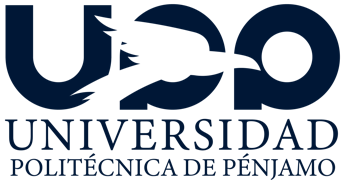 UPP
UNIVERSIDAD
POLITÉCNICA DE PÉNJAMO